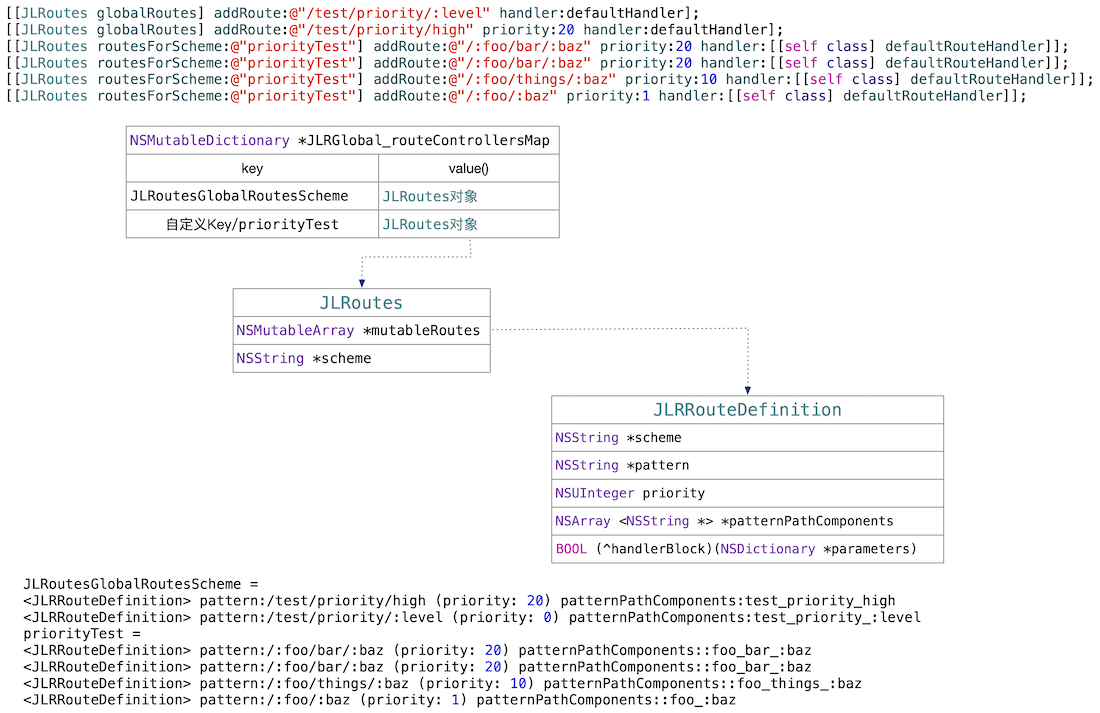 [[JLRoutes globalRoutes] addRoute:@"/test/priority/:level" handler:defaultHandler];
[[JLRoutes globalRoutes] addRoute:@"/test/priority/high" priority:20 handler:defaultHandler];
[[JLRoutes routesForScheme:@"priorityTest"] addRoute:@"/:foo/bar/:baz" priority:20 handler:[[self class] defaultRouteHandler]];
[[JLRoutes routesForScheme:@"priorityTest"] addRoute:@"/:foo/bar/:baz" priority:20 handler:[[self class] defaultRouteHandler]];
[[JLRoutes routesForScheme:@"priorityTest"] addRoute:@"/:foo/things/:baz" priority:10 handler:[[self class] defaultRouteHandler]];
[[JLRoutes routesForScheme:@"priorityTest"] addRoute:@"/:foo/:baz" priority:1 handler:[[self class] defaultRouteHandler]];
NSMutableDictionary *JLRGlobal_routeControllersMap
key value()
JLRoutesGlobalRoutesScheme JLRoutes对象
自定义Key/priorityTest JLRoutes对象
JLRoutes
NSMutableArray *mutableRoutes
NSString *scheme
JLRRouteDefinition
NSString *scheme
NSString *pattern
NSUInteger priority
NSArray <NSString *> *patternPathComponents
BOOL (^handlerBlock)(NSDictionary *parameters)
JLRoutesGlobalRoutesScheme =
<JLRRouteDefinition> pattern:/test/priority/high (priority: 20) patternPathComponents:test_priority_high
<JLRRouteDefinition> pattern:/test/priority/:level (priority: 0) patternPathComponents:test_priority_:level
priorityTest =
<JLRRouteDefinition> pattern:/:foo/bar/:baz (priority: 20) patternPathComponents::foo_bar_:baz
<JLRRouteDefinition> pattern:/:foo/bar/:baz (priority: 20) patternPathComponents::foo_bar_:baz
<JLRRouteDefinition> pattern:/:foo/things/:baz (priority: 10) patternPathComponents::foo_things_:baz
<JLRRouteDefinition> pattern:/:foo/:baz (priority: 1) patternPathComponents::foo_:baz